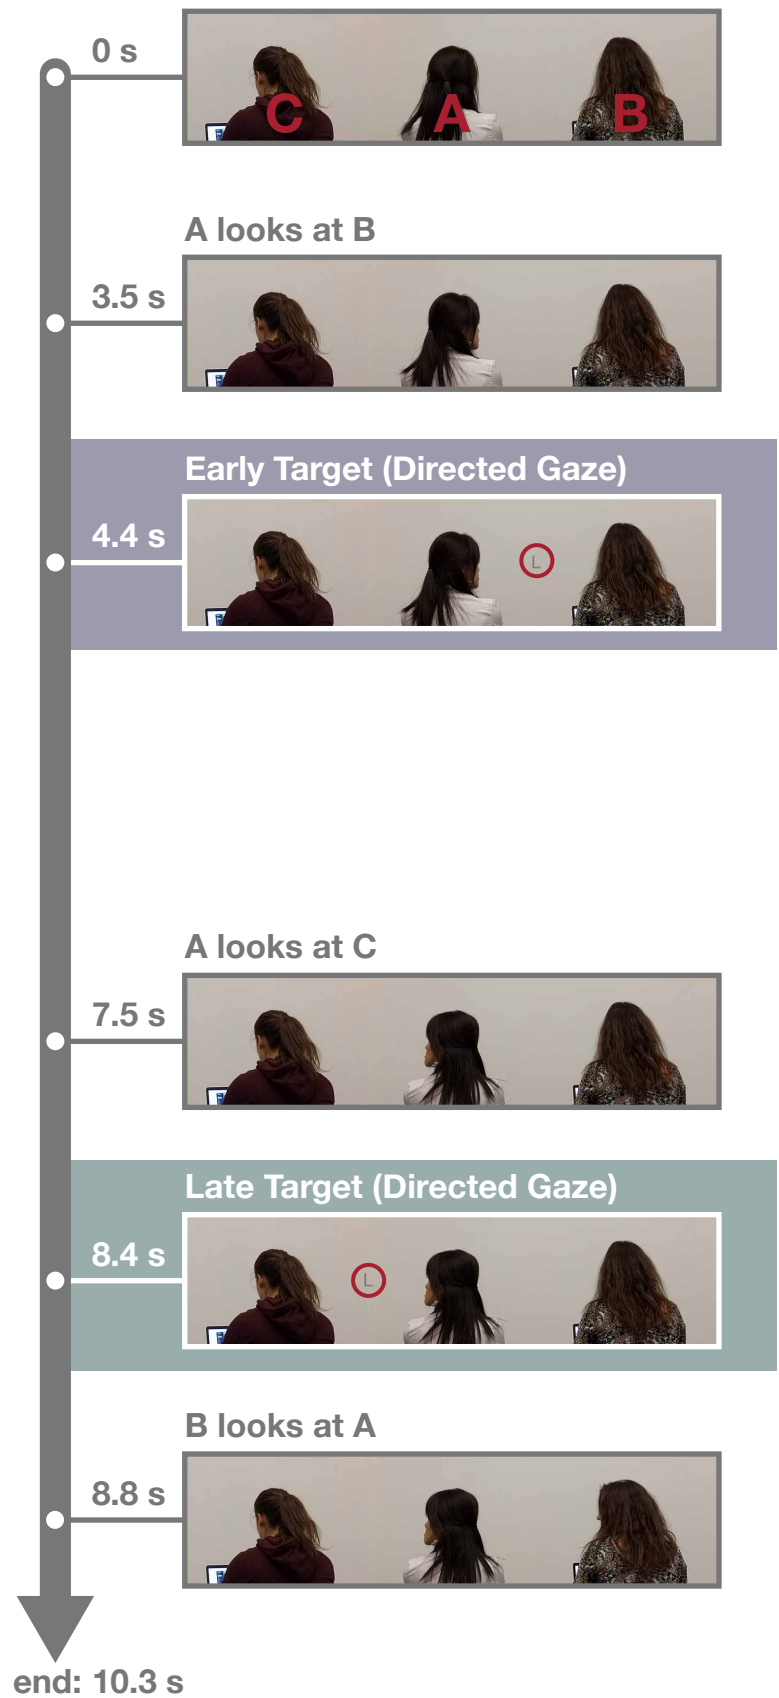 0 s
C A B
A looks at B
3.5 s
Early Target (Directed Gaze)
4.4 s
L
A looks at C
7.5 s
Late Target (Directed Gaze)
8.4 s
L
B looks at A
8.8 s
end: 10.3 s